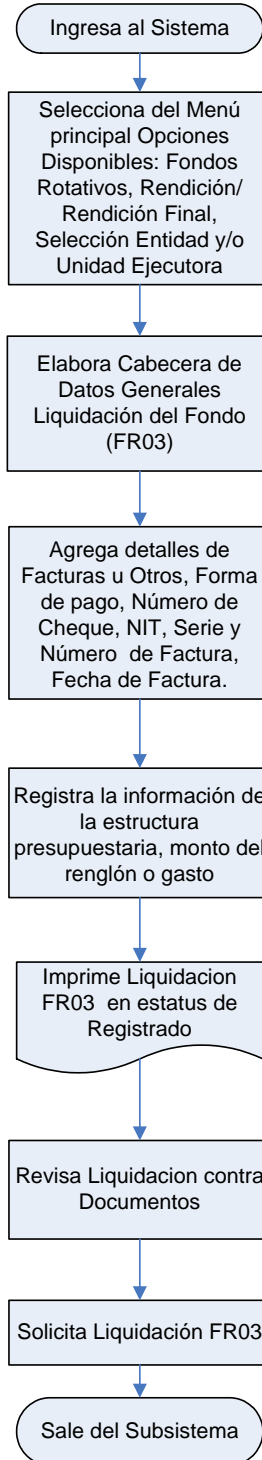 Ingresa al Sistema
Selecciona del Menú
principal Opciones
Disponibles: Fondos
Rotativos, Rendición/
Rendición Final,
Selección Entidad y/o
Unidad Ejecutora
Elabora Cabecera de
Datos Generales
Liquidación del Fondo
(FR03)
Agrega detalles de
Facturas u Otros, Forma
de pago, Número de
Cheque, NIT, Serie y
Número de Factura,
Fecha de Factura.
Registra la información de
la estructura
presupuestaria, monto del
renglón o gasto
Imprime Liquidacion
FR03 en estatus de
Registrado
Revisa Liquidacion contra
Documentos
Solicita Liquidación FR03
Sale del Subsistema